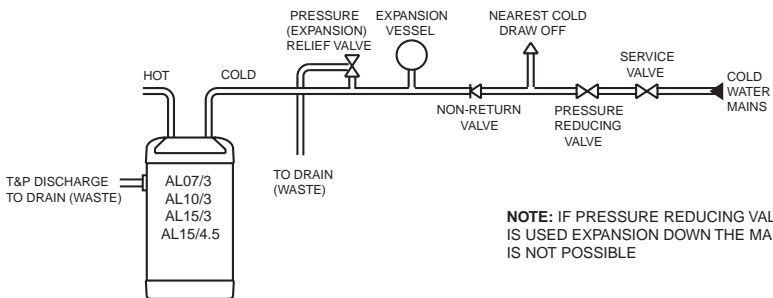 PRESSURE
(EXPANSION)
RELIEF VALVE
EXPANSION
VESSEL
NEAREST COLD
DRAW OFF
SERVICE
VALVE
HOT
COLD
COLD
WATER
MAINS
NON-RETURN
VALVE
PRESSURE
REDUCING
VALVE
T&P DISCHARGE
TO DRAIN (WASTE)
AL07/3
AL10/3
AL15/3
AL15/4.5
TO DRAIN
(WASTE)
NOTE: IF PRESSURE REDUCING VAL
IS USED EXPANSION DOWN THE MA
IS NOT POSSIBLE